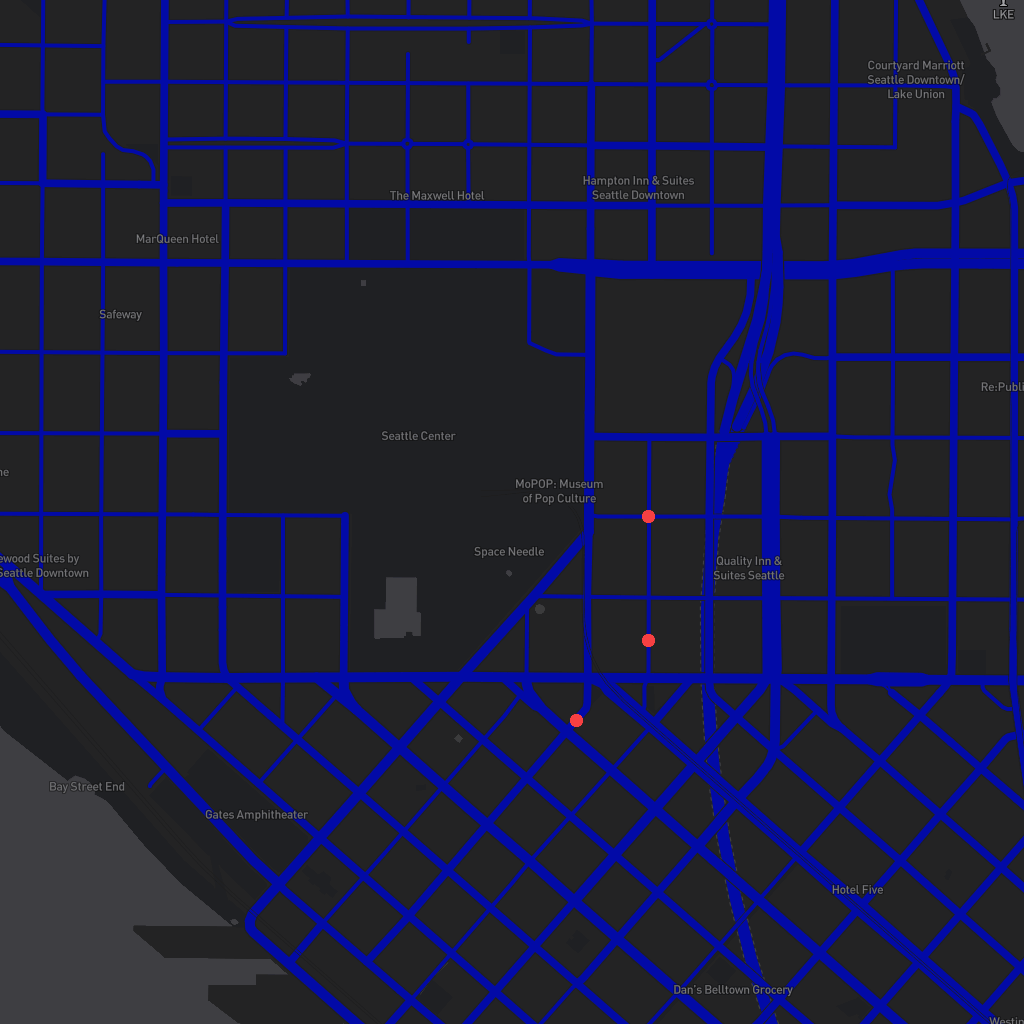 LKE
Courtyard Marriott
Seattle Downtown/
Lake Union
Hampton Inn & Suites
Seattle Downtown
The Maxwell Hotel
MarQueen Hotel
Safeway
Re:Publi
Seattle Center
ne
MoPOP: Museum
of Pop Culture
Space Needle
ewood Suites by
Seattle Downtown
Quality Inn &
Suites Seattle
Bay Street End
Gates Amphitheater
Hotel Five
Dan's Belltown Grocery
Westin